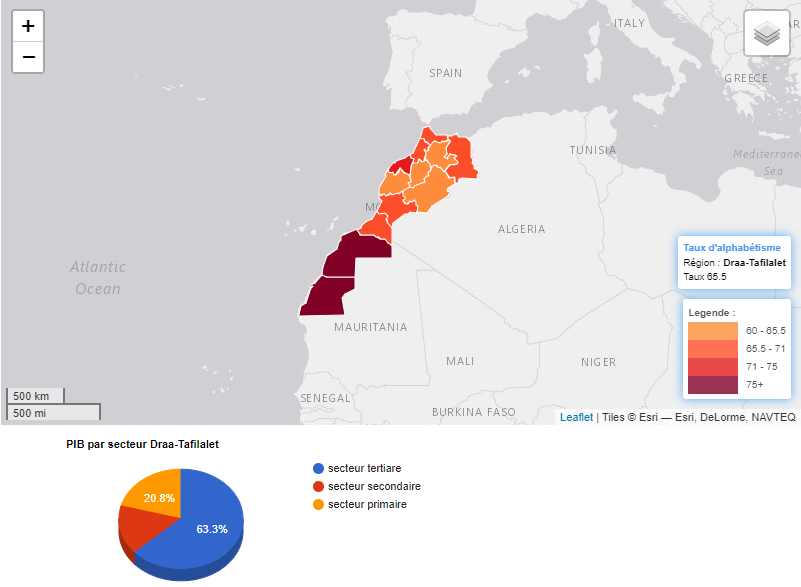 +
−
ITALY
SPAIN
GREECE
TUNISIA
Mediterranean
Sea
M
ALGERIA
Atlantic
Ocean
Taux d'alphabétisme
Région : Draa-Tafilalet
Taux 65.5
Legende :
60 - 65.5
65.5 - 71
71 - 75
75+
MAURITANIA
MALI
NIGER
SENEGAL
BURKINA FASO
500 km
500 mi
Leaflet | Tiles © Esri — Esri, DeLorme, NAVTEQ
PIB par secteur Draa-Tafilalet
secteur tertiaire
secteur secondaire
secteur primaire
20.8%
63.3%